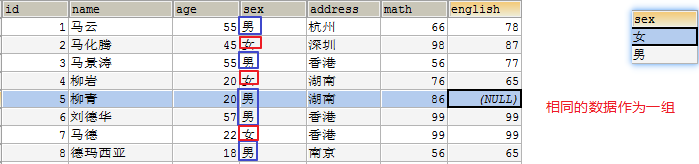 id name age sex address math english
1 马云 55 男 杭州 66 78
2 马化腾 45 女 深圳 98 87
3 马景涛 55 男 香港 56 77
4 柳岩 20 女 湖南 76 65
5 柳青 20 男 湖南 86 (NULL)
6 刘德华 57 男 香港 99 99
7 马德 22 女 香港 99 99
8 德玛西亚 18 男 南京 56 65
sex
女
男
相同的数据作为一组